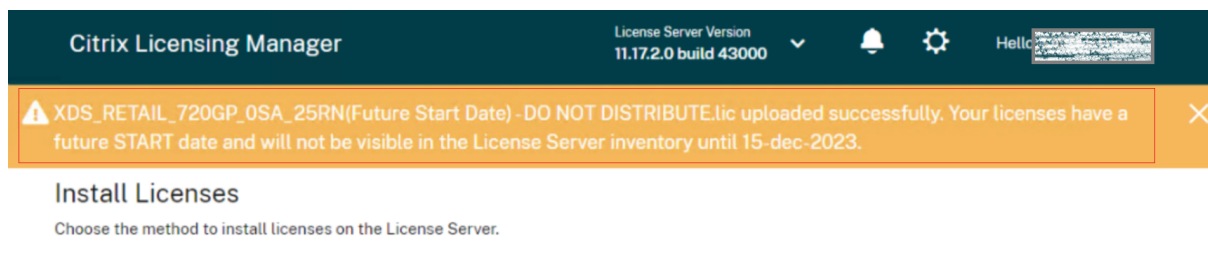 Citrix Licensing Manager
License Server Version
11.17.2.0 build 43000
Hello
XDS_RETAIL_720GP_0SA_25RN(Future Start Date) - DO NOT DISTRIBUTE.lic uploaded successfully. Your licenses have a
future START date and will not be visible in the License Server inventory until 15-dec-2023.
Install Licenses
Choose the method to install licenses on the License Server.